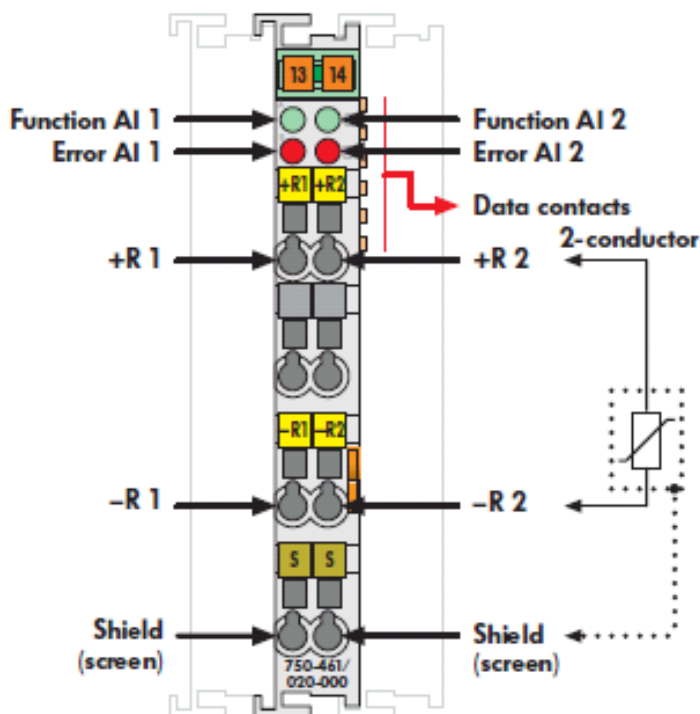 13 14
Function AI 1
Function AI 2
Error AI 1
Error AI 2
+R1 +R2
Data contacts
2-conductor
+R 1
+R 2
–R1 –R2
–R 1
–R 2
S S
Shield
(screen)
Shield
(screen)
750-461/
020-000